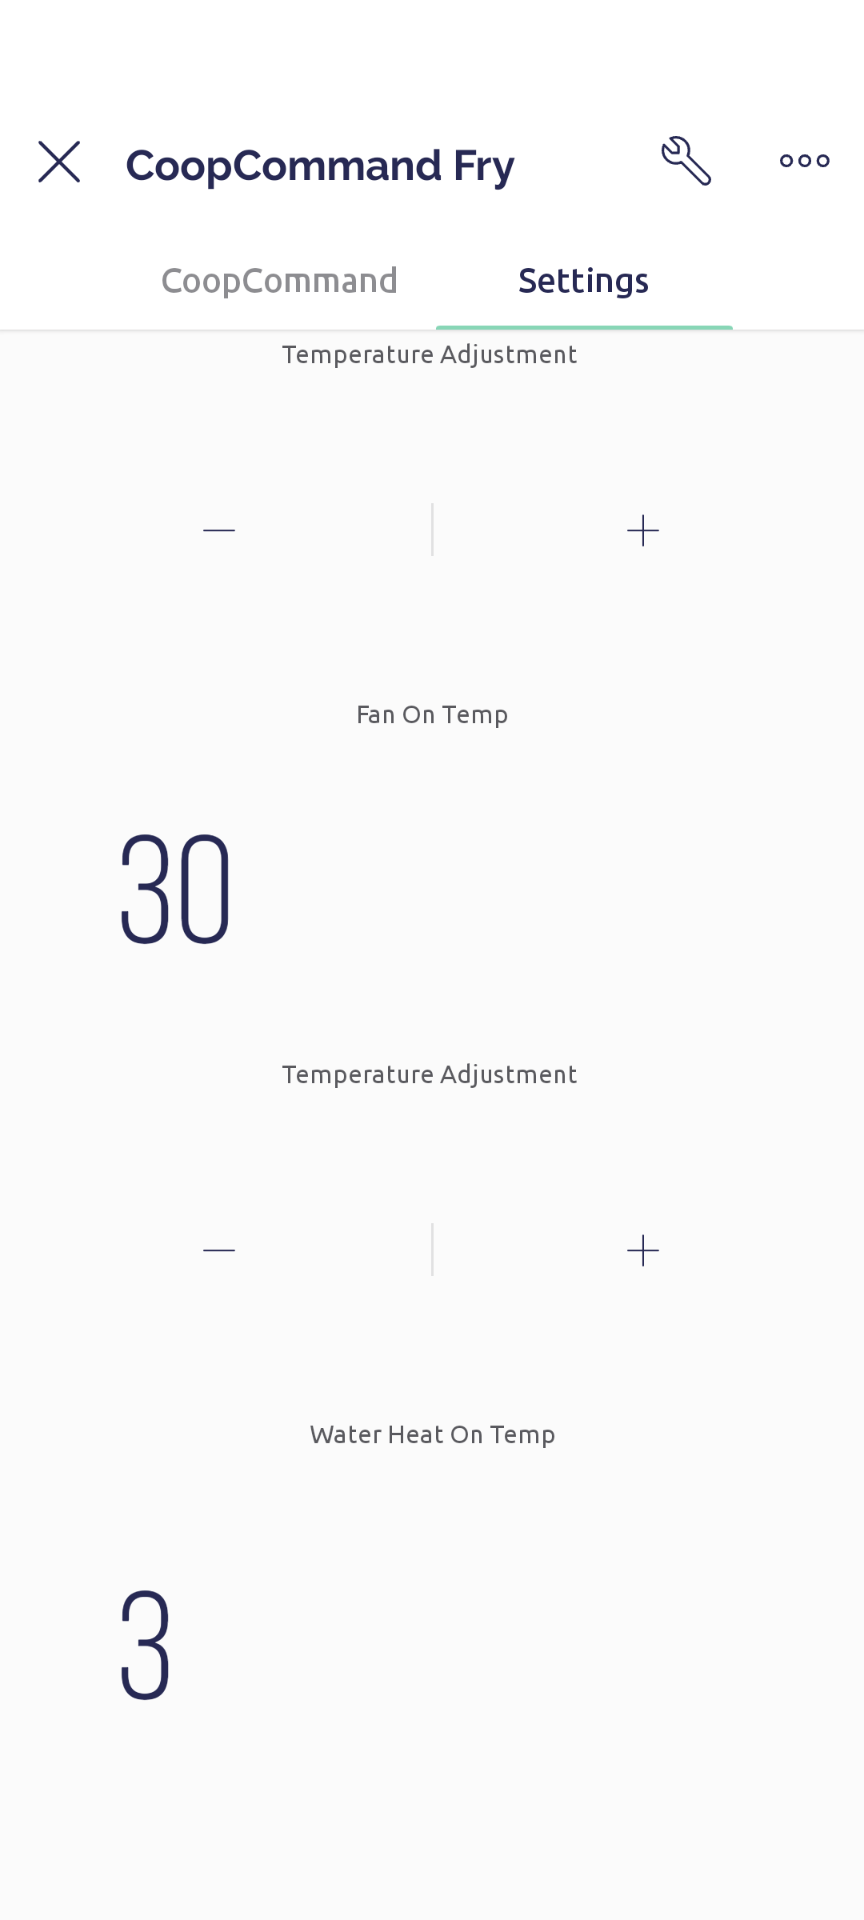 CoopCommand Fry
CoopCommand Settings
Temperature Adjustment
Fan On Temp
30
Temperature Adjustment
Water Heat On Temp
3